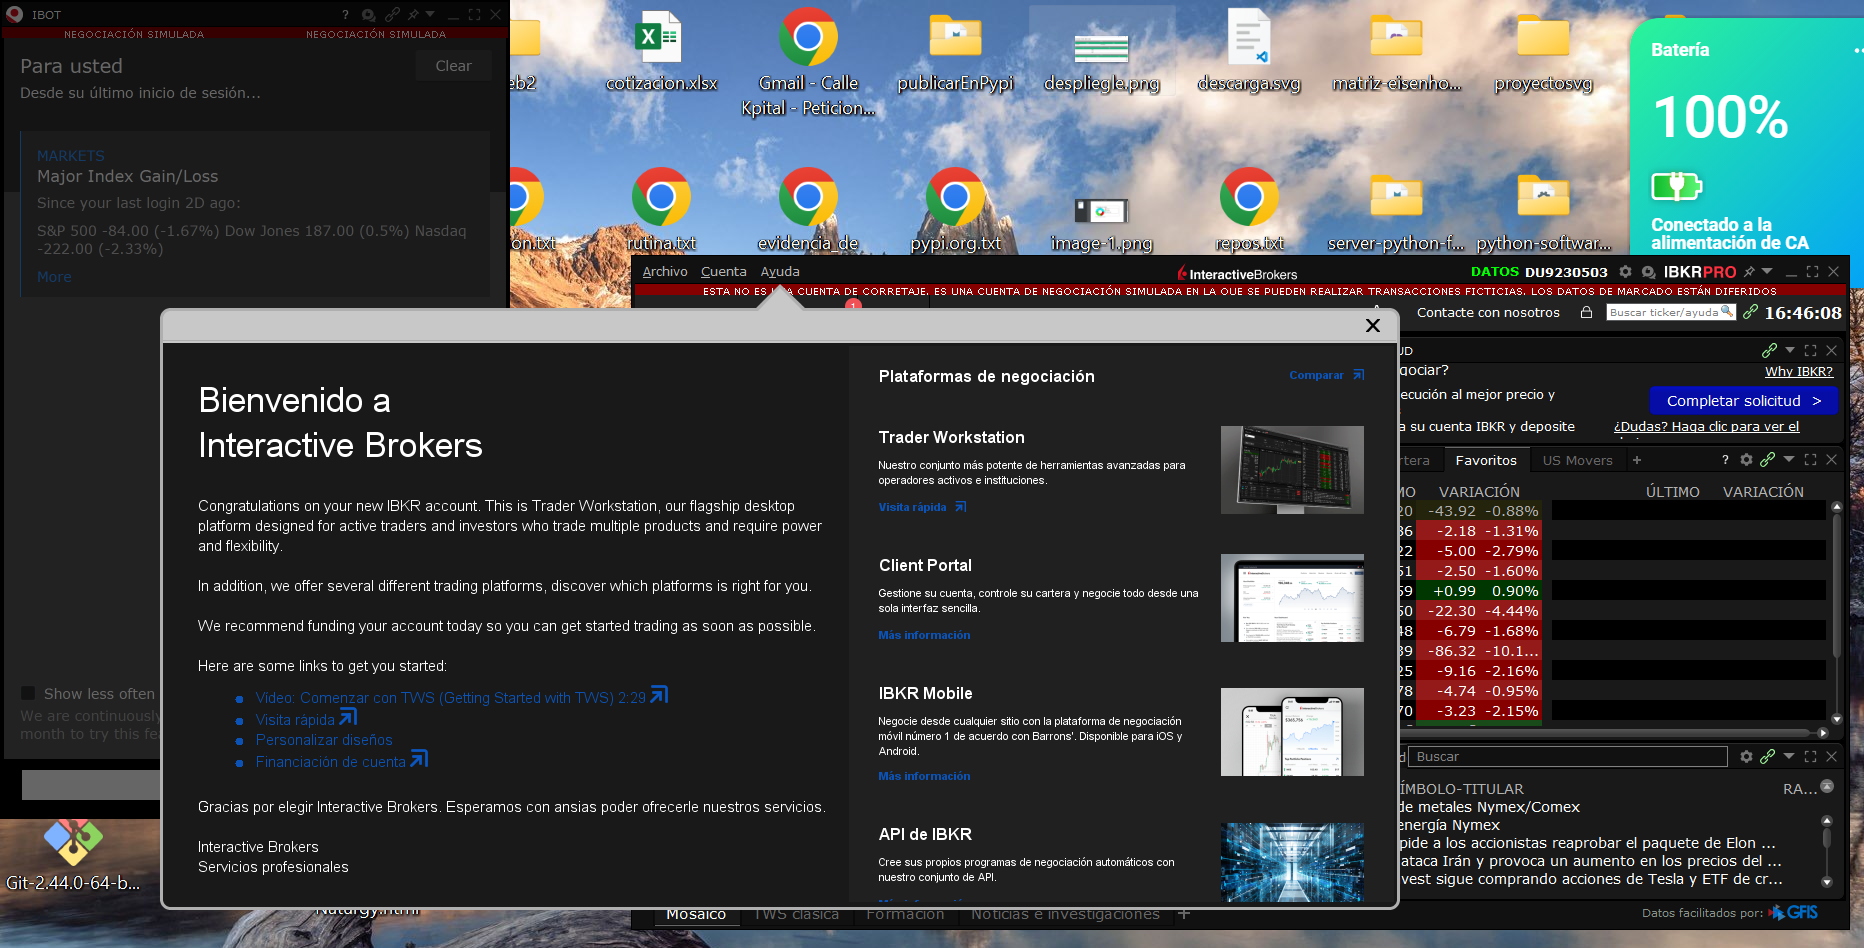 IBOT
NEGOCIACIÓN SIMULADA
NEGOCIACIÓN SIMULADA
Para usted
Clear
Desde su último inicio de sesión...
MARKETS
Major Index Gain/Loss
Since your last login 2D ago:
S&P 500 -84.00 (-1.67%) Dow Jones 187.00 (0.5%) Nasdaq
-222.00 (-2.33%)
More
Show less often
We are continuously
month to try this fea
eb2
cotizacion.xlsx
Gmail - Calle
Kpital - Peticion...
publicarEnPypi
despliegle.png
descarga.svg
matriz-eisenho...
proyectosvg
on.txt
rutina.txt
evidencia_de
pypi.org.txt
image-1.png
repos.txt
server-python-f...
python-softwar...
Batería
100%
Conectado a la
alimentación de CA
Archivo
Cuenta
Ayuda
InteractiveBrokers
DATOS DU9230503
IBKRPRO
ESTA NO ES UNA CUENTA DE CORRETAJE. ES UNA CUENTA DE NEGOCIACIÓN SIMULADA EN LA QUE SE PUEDEN REALIZAR TRANSACCIONES FICTICIAS. LOS DATOS DE MARCADO ESTÁN DIFERIDOS
1
Contacte con nosotros
Buscar ticker/ayuda
16:46:08
UD
gociar?
Why IBKR?
ecución al mejor precio y
Completar solicitud >
a su cuenta IBKR y deposite
¿Dudas? Haga clic para ver el
rtera
Favoritos
US Movers
+
?
MO VARIACIÓN
ÚLTIMO VARIACIÓN
20 -43.92 -0.88%
36 -2.18 -1.31%
22 -5.00 -2.79%
51 -2.50 -1.60%
59 +0.99 0.90%
50 -22.30 -4.44%
48 -6.79 -1.68%
39 -86.32 -10.1...
25 -9.16 -2.16%
78 -4.74 -0.95%
70 -3.23 -2.15%
d
Buscar
ÍMBOLO-TITULAR
RA...
de metales Nymex/Comex
energía Nymex
pide a los accionistas reaprobar el paquete de Elon ...
ataca Irán y provoca un aumento en los precios del ...
vest sigue comprando acciones de Tesla y ETF de cr...
Datos facilitados por: GFIS
Mosaico
TWS clásica
Formación
Noticias e investigaciones
+
Bienvenido a
Interactive Brokers
Congratulations on your new IBKR account. This is Trader Workstation, our flagship desktop
platform designed for active traders and investors who trade multiple products and require power
and flexibility.
In addition, we offer several different trading platforms, discover which platforms is right for you.
We recommend funding your account today so you can get started trading as soon as possible.
Here are some links to get you started:
Vídeo: Comenzar con TWS (Getting Started with TWS) 2:29
Visita rápida
Personalizar diseños
Financiación de cuenta
Gracias por elegir Interactive Brokers. Esperamos con ansias poder ofrecerle nuestros servicios.
Interactive Brokers
Servicios profesionales
Plataformas de negociación
Comparar
Trader Workstation
Nuestro conjunto más potente de herramientas avanzadas para
operadores activos e instituciones.
Visita rápida
Client Portal
Gestione su cuenta, controle su cartera y negocie todo desde una
sola interfaz sencilla.
Más información
IBKR Mobile
Negocie desde cualquier sitio con la plataforma de negociación
móvil número 1 de acuerdo con Barrons'. Disponible para iOS y
Android.
Más información
API de IBKR
Cree sus propios programas de negociación automáticos con
nuestro conjunto de API.
Git-2.44.0-64-b...
Naturgy.html